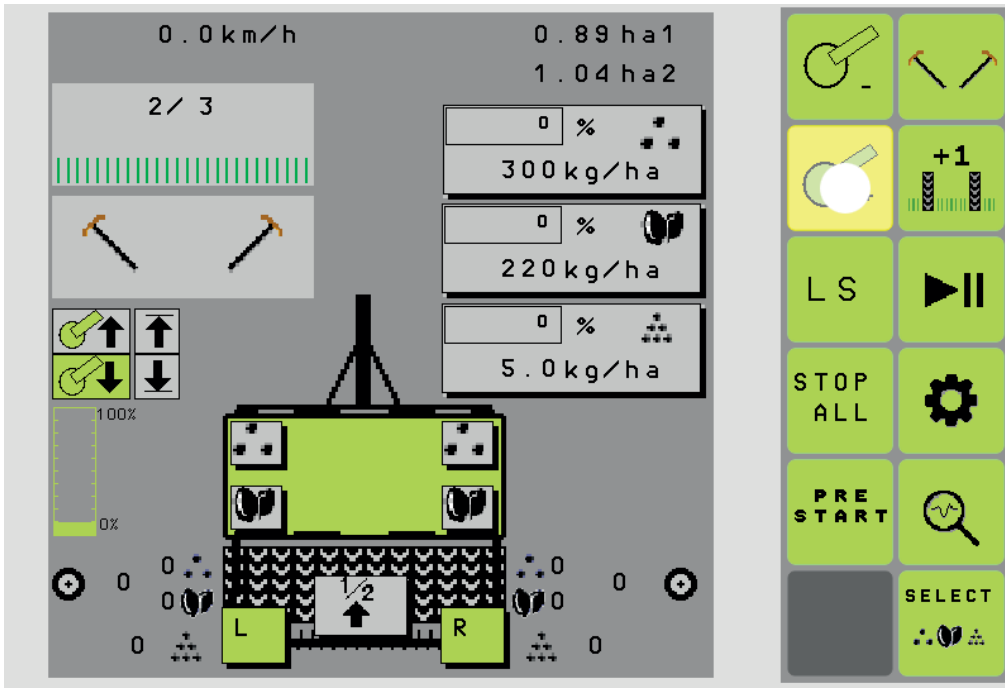 0.0km/h
0.89ha1
1.04ha2
2/ 3
0 %
300kg/ha
0 %
220kg/ha
0 %
5.0kg/ha
100%
0%
0 0
0
0
1/2
0 0
0
0
L
R
-
+1
LS
STOP
ALL
PRE
START
SELECT